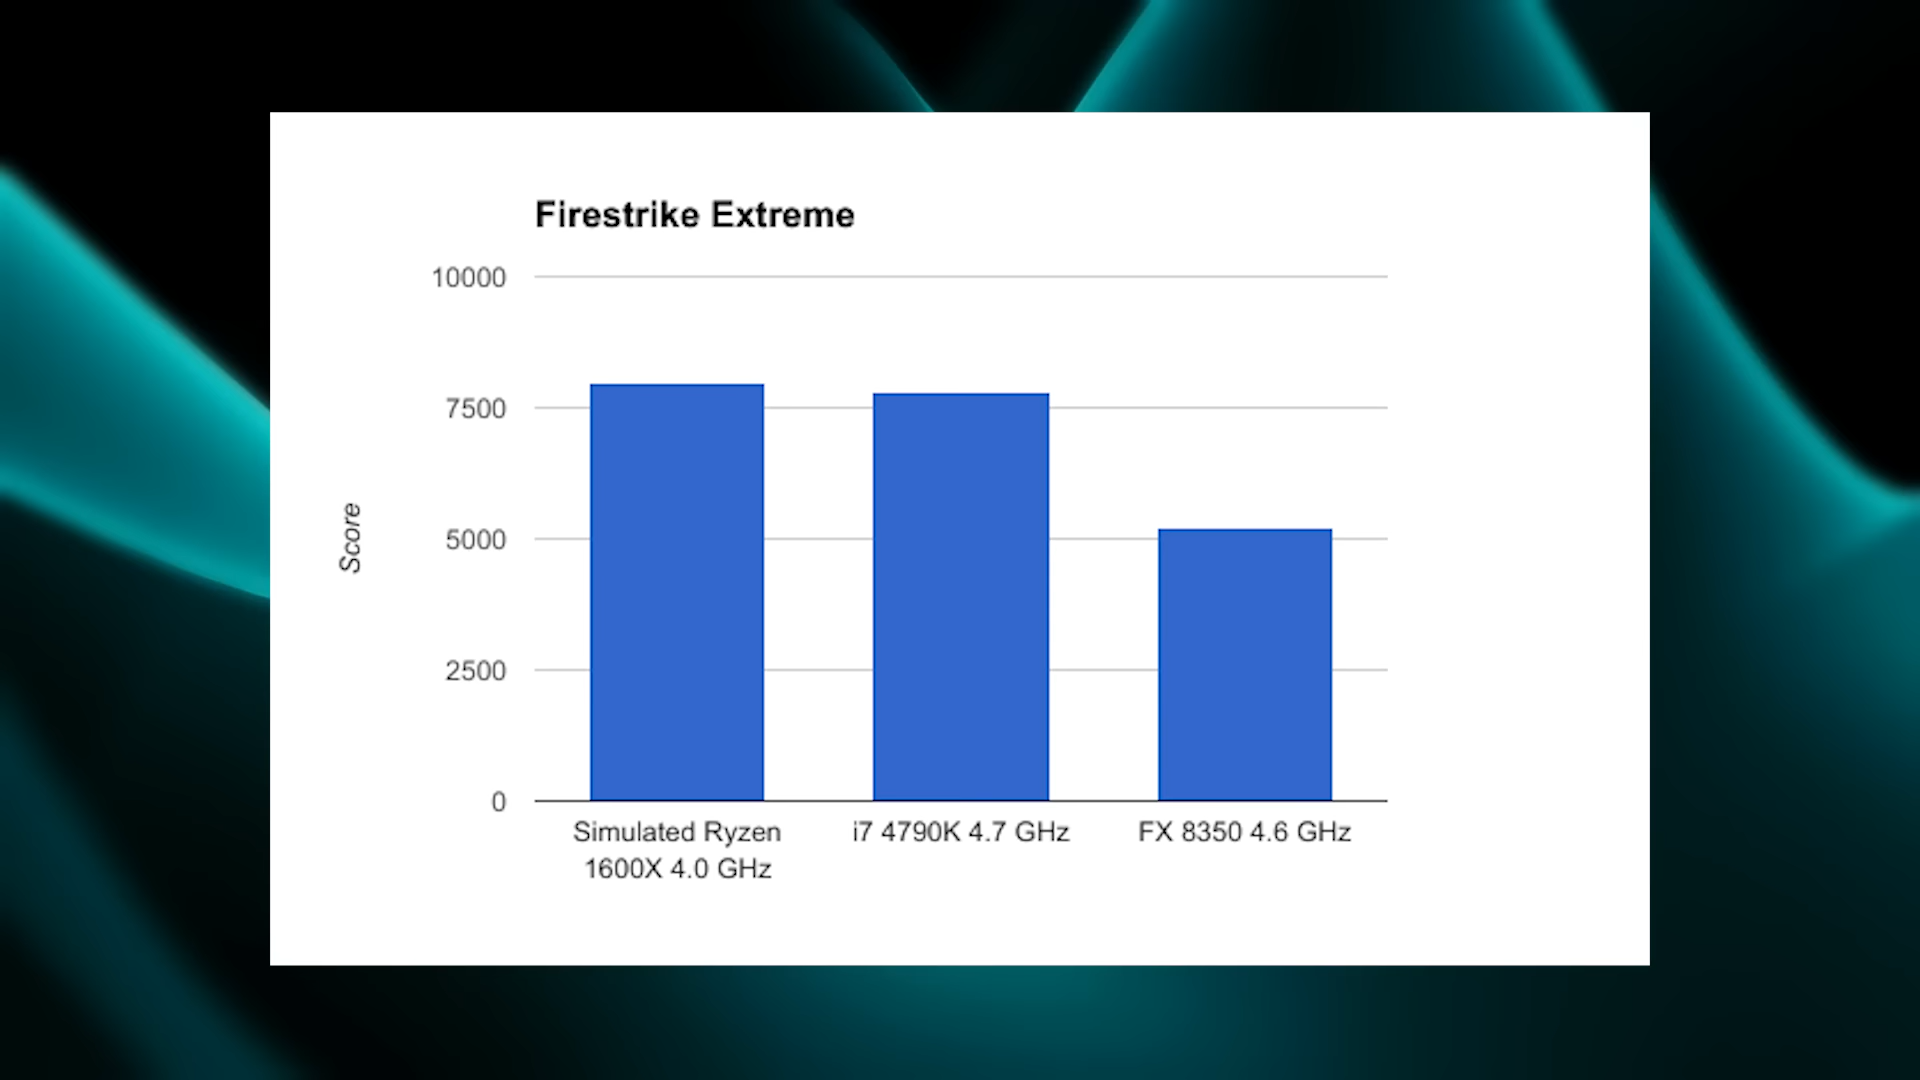 Firestrike Extreme
10000
7500
5000
2500
0
Score
Simulated Ryzen
1600X 4.0 GHz
i7 4790K 4.7 GHz
FX 8350 4.6 GHz